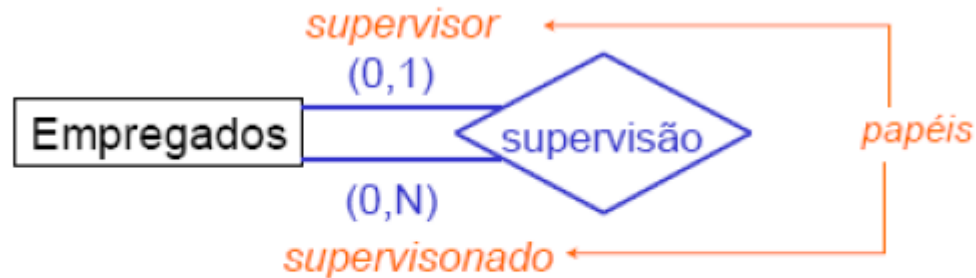 supervisor
(0,1)
Empregados
supervisão
papéis
(0,N)
supervisonado